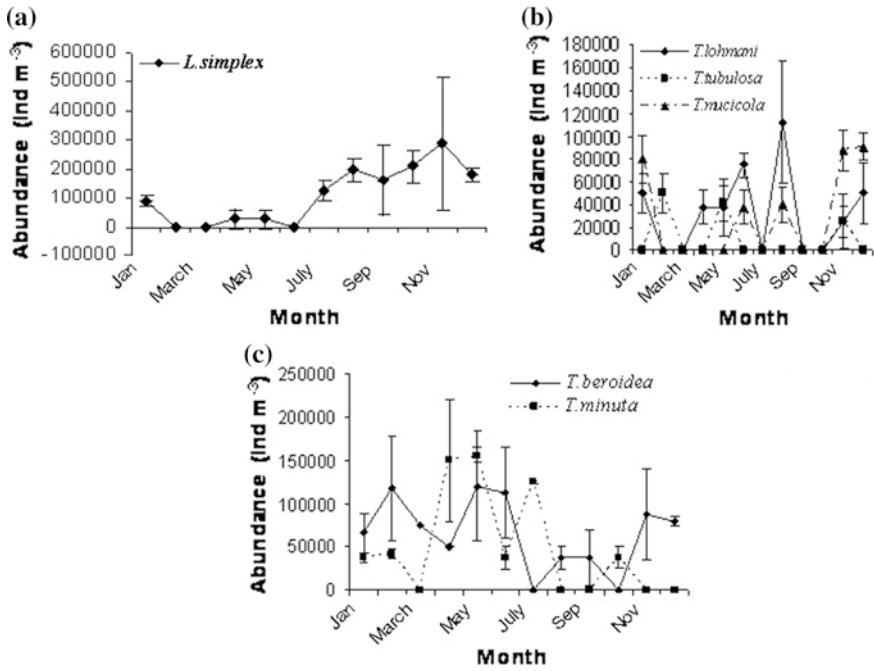 (a)
Abundance (Ind m-3)
600000
500000
400000
300000
200000
100000
0
-100000
L.simplex
Jan
March
May
July
Sep
Nov
Month
(b)
Abundance (Ind m-3)
180000
160000
140000
120000
100000
80000
60000
40000
20000
0
T.lohmani
T.tubulosa
T.mucicola
Jan
March
May
July
Sep
Nov
Month
(c)
Abundance (Ind m-3)
250000
200000
150000
100000
50000
0
T.beroidea
T.minuta
Jan
March
May
July
Sep
Nov
Month